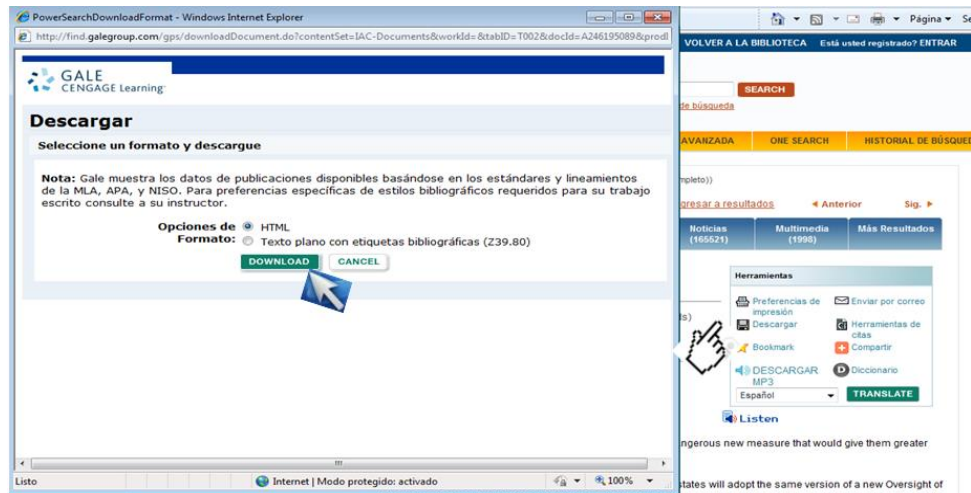 PowerSearchDownloadFormat - Windows Internet Explorer
http://find.galegroup.com/gps/downloadDocument.do?contentSet=IAC-Documents&workId=&tabID=T002&docId=A246195089&prodI
GALE
CENGAGE Learning
Descargar
Seleccione un formato y descargue
Nota: Gale muestra los datos de publicaciones disponibles basándose en los estándares y lineamientos
de la MLA, APA, y NISO. Para preferencias específicas de estilos bibliográficos requeridos para su trabajo
escrito consulte a su instructor.
Opciones de HTML
Formato: Texto plano con etiquetas bibliográficas (Z39.80)
DOWNLOAD CANCEL
Listo Internet | Modo protegido: activado 100%
Página Se
VOLVER A LA BIBLIOTECA Está usted registrado? ENTRAR
SEARCH
de búsqueda
AVANZADA ONE SEARCH HISTORIAL DE BÚSQUED
mpleto))
gresar a resultados Anterior Sig.
Noticias (165521)
Multimedia (1998)
Más Resultados
Herramientas
Preferencias de impresión
Enviar por correo
ls)
Descargar
Herramientas de citas
Bookmark
Compartir
DESCARGAR MP3
Diccionario
Español TRANSLATE
Listen
ngerous new measure that would give them greater
states will adopt the same version of a new Oversight of